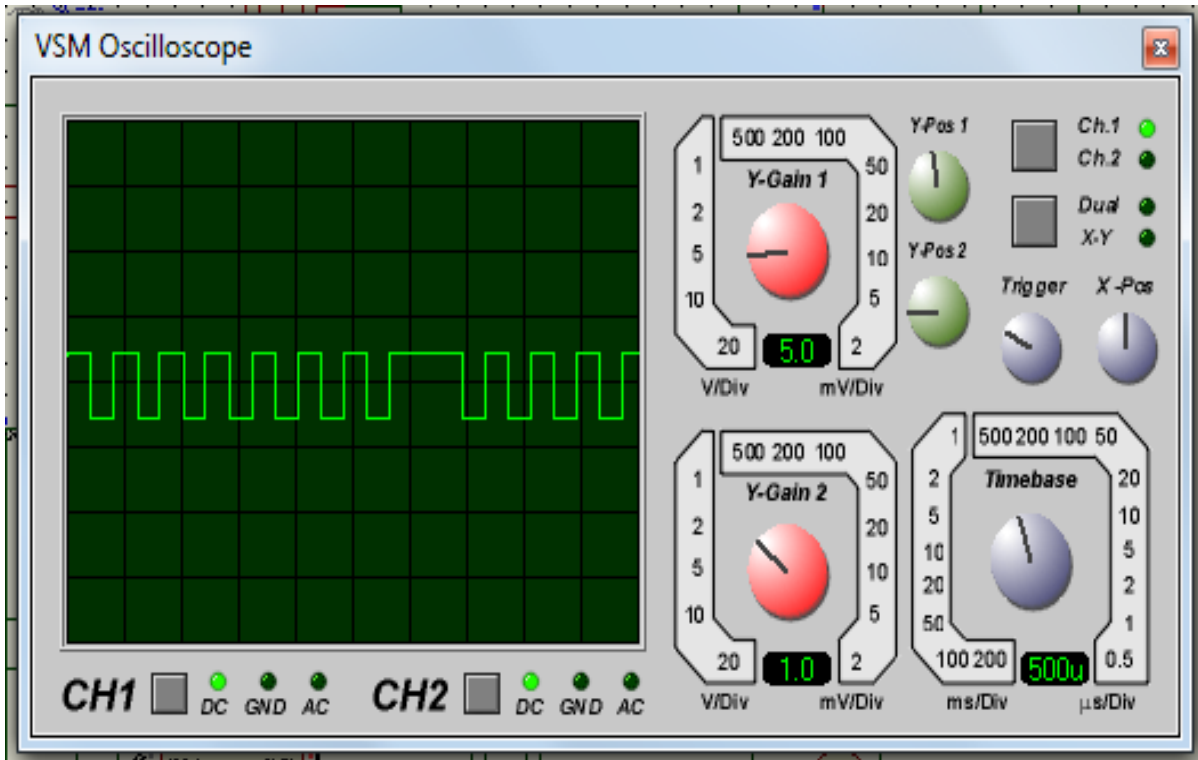 VSM Oscilloscope
x
500 200 100
1
2
5
10
20
Y-Gain 1
50
20
10
5
2
5.0
V/Div
mV/Div
Y-Pos 1
Y-Pos 2
Ch.1
Ch.2
Dual
X-Y
Trigger
X -Pos
500 200 100
1
2
5
10
20
Y-Gain 2
50
20
10
5
2
1.0
V/Div
mV/Div
1
500 200 100 50
2
5
10
20
50
100 200
Timebase
20
10
5
2
1
0.5
500u
ms/Div
µs/Div
CH1
DC
GND
AC
CH2
DC
GND
AC